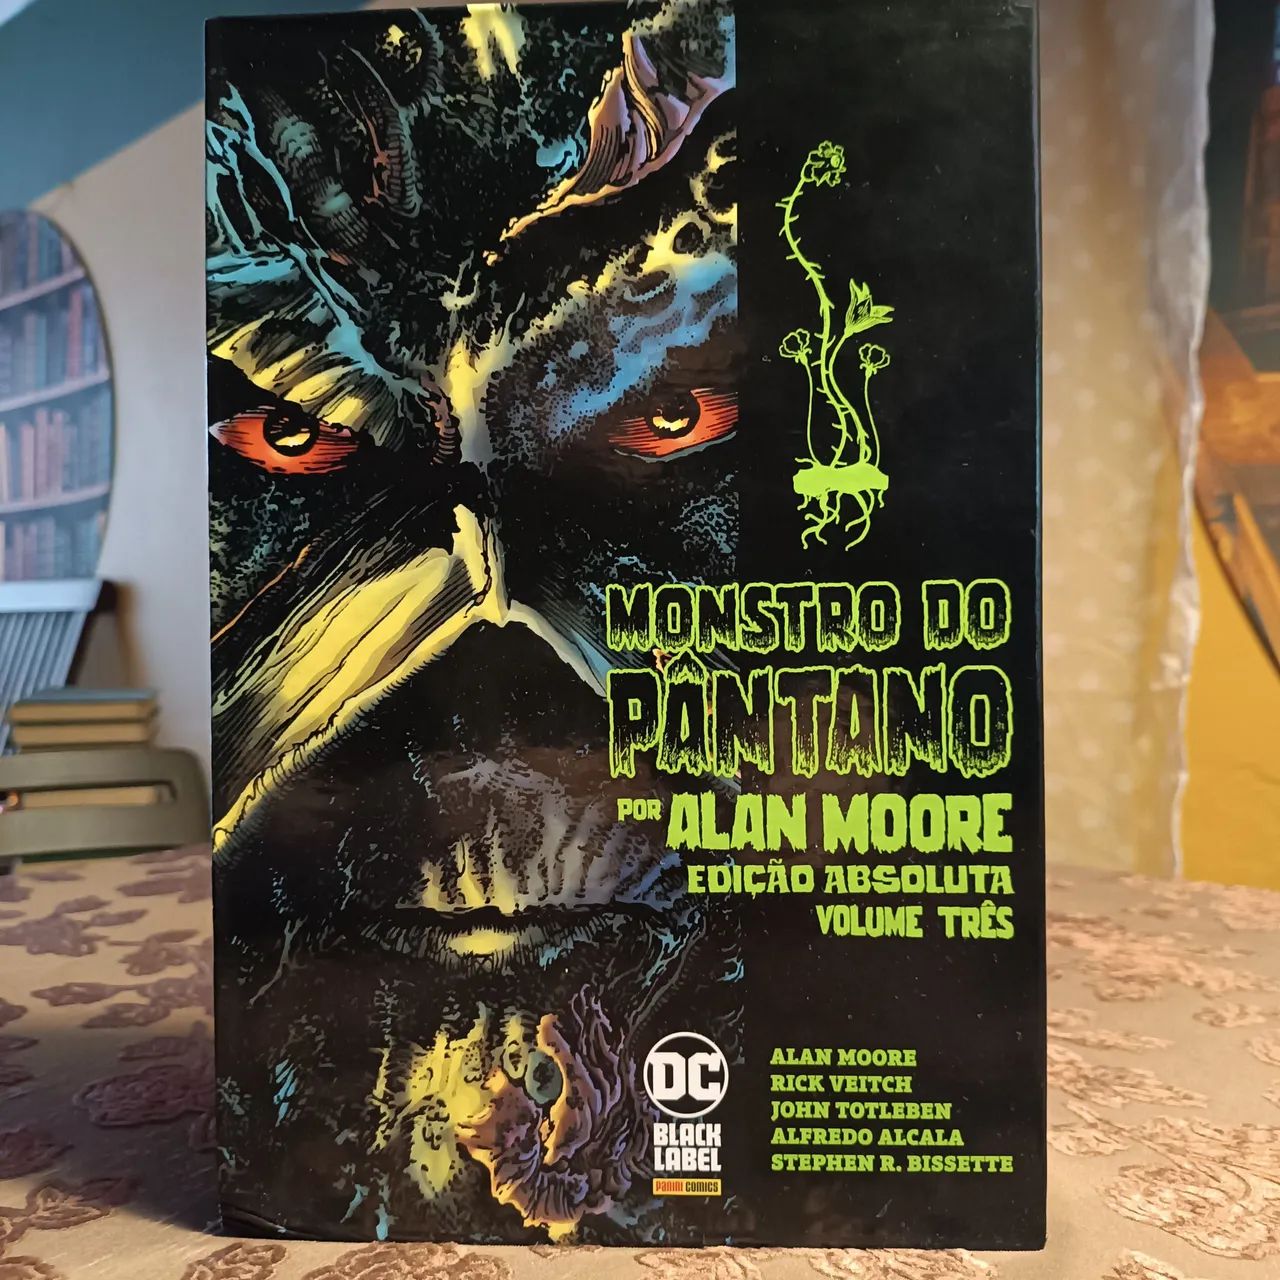 MONSTRO DO
PÂNTANO
POR ALAN MOORE
EDIÇÃO ABSOLUTA
VOLUME TRÊS
DC
BLACK
LABEL
PANINI COMICS
ALAN MOORE
RICK VEITCH
JOHN TOTLEBEN
ALFREDO ALCALA
STEPHEN R. BISSETTE